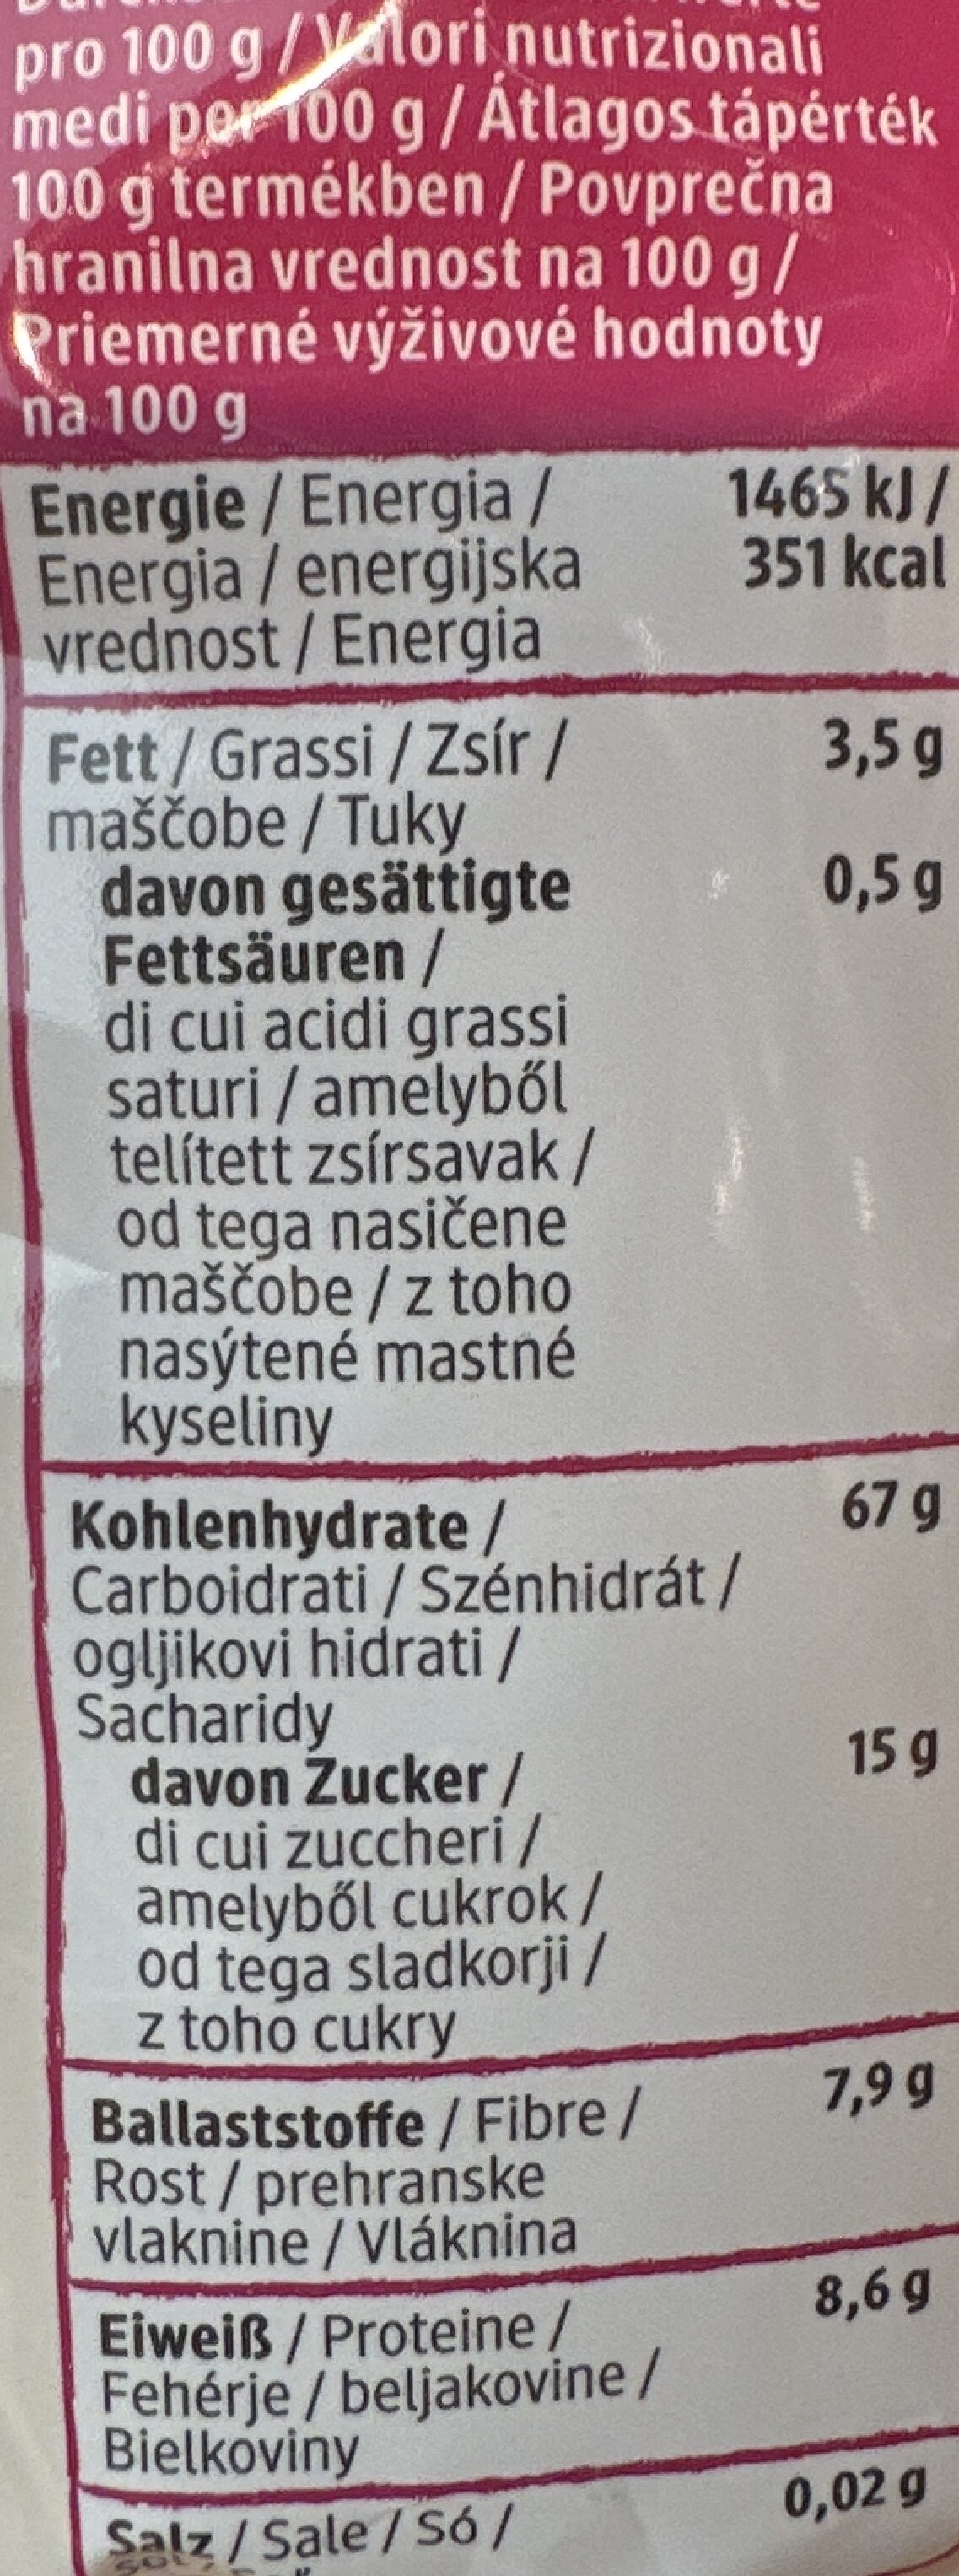 pro 100 g / Valori nutrizionali
medi per 100 g / Átlagos tápérték
100 g termékben / Povprečna
hranilna vrednost na 100 g /
Priemerné výživové hodnoty
na 100 g
Energie / Energia / 1465 kJ /
Energia / energijska 351 kcal
vrednost / Energia
Fett / Grassi / Zsír / 3,5 g
maščobe / Tuky
davon gesättigte 0,5 g
Fettsäuren /
di cui acidi grassi
saturi / amelyből
telített zsírsavak /
od tega nasičene
maščobe / z toho
nasýtené mastné
kyseliny
Kohlenhydrate / 67 g
Carboidrati / Szénhidrát /
ogljikovi hidrati /
Sacharidy
davon Zucker / 15 g
di cui zuccheri /
amelyből cukrok /
od tega sladkorji /
z toho cukry
Ballaststoffe / Fibre / 7,9 g
Rost / prehranske
vlaknine / Vláknina
Eiweiß / Proteine / 8,6 g
Fehérje / beljakovine /
Bielkoviny
Salz / Sale / Só / 0,02 g